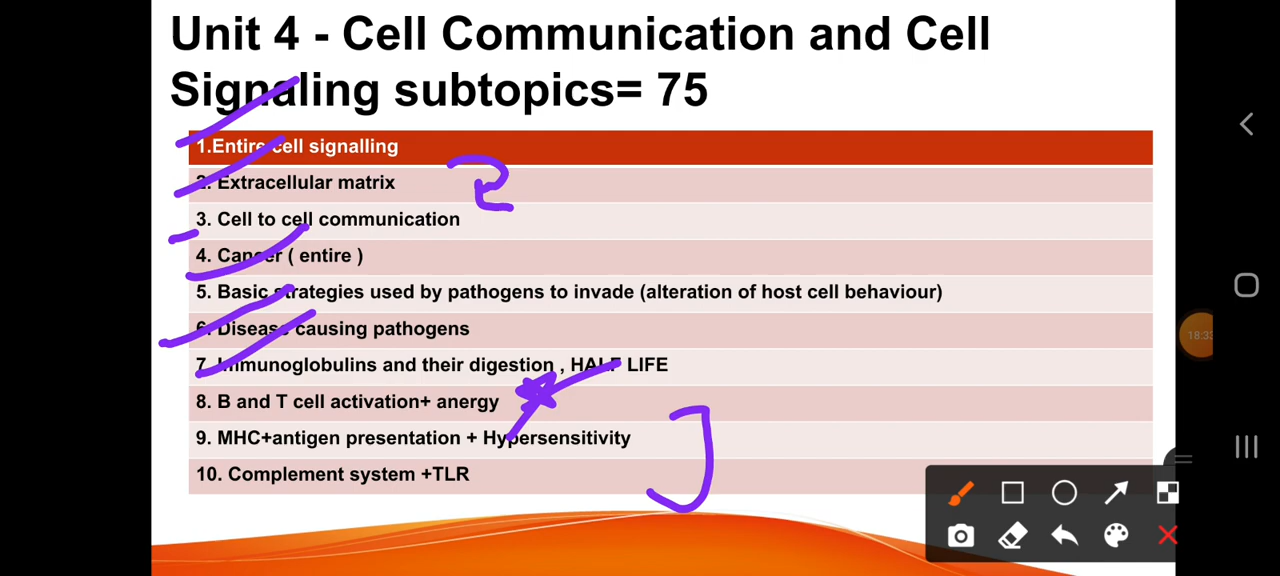 Unit 4 - Cell Communication and Cell
Signaling subtopics= 75
1.Entire cell signalling
2. Extracellular matrix
3. Cell to cell communication
4. Cancer ( entire )
5. Basic strategies used by pathogens to invade (alteration of host cell behaviour)
6. Disease causing pathogens
7. Immunoglobulins and their digestion , HALF LIFE
8. B and T cell activation+ anergy
9. MHC+antigen presentation + Hypersensitivity
10. Complement system +TLR
18:33